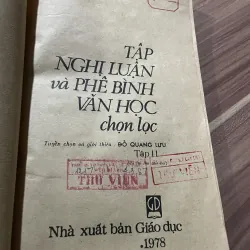 TẬP
NGHỊ LUẬN
và PHÊ BÌNH
VĂN HỌC
chọn lọc
Tuyển chọn và giới thiệu - ĐỖ QUANG LƯU
Tập II
THƯ VIỆN
Nhà xuất bản Giáo dục
1978